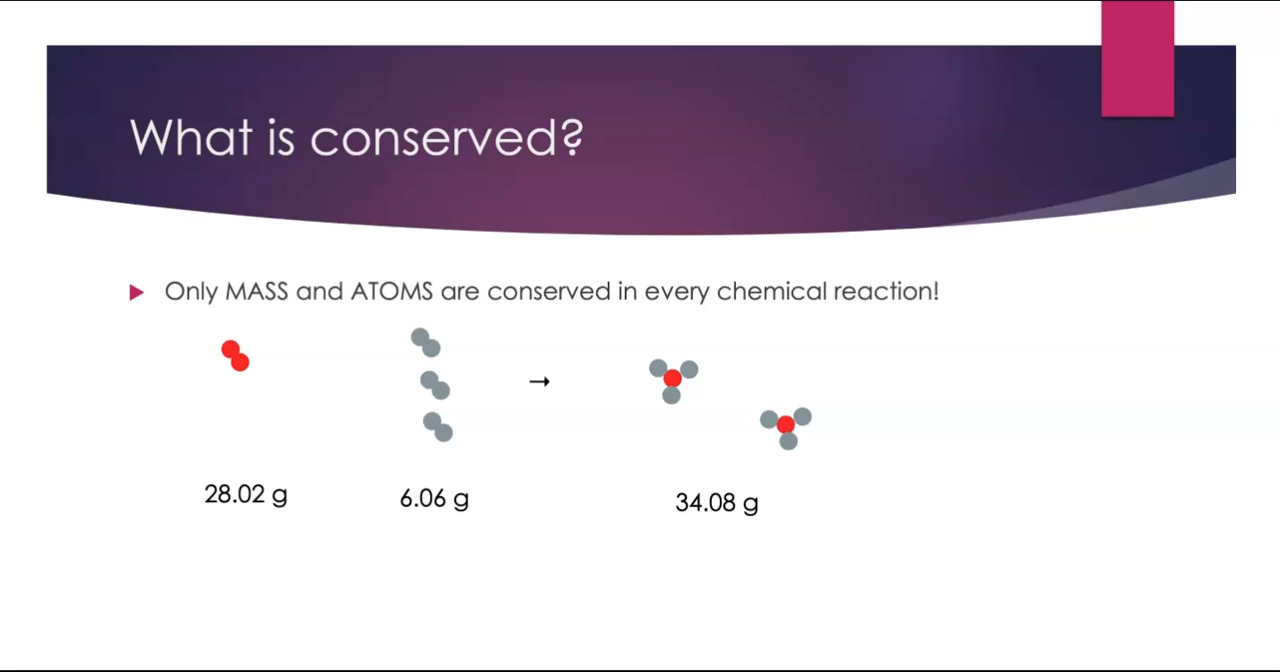 What is conserved?
Only MASS and ATOMS are conserved in every chemical reaction!
→
28.02 g
6.06 g
34.08 g